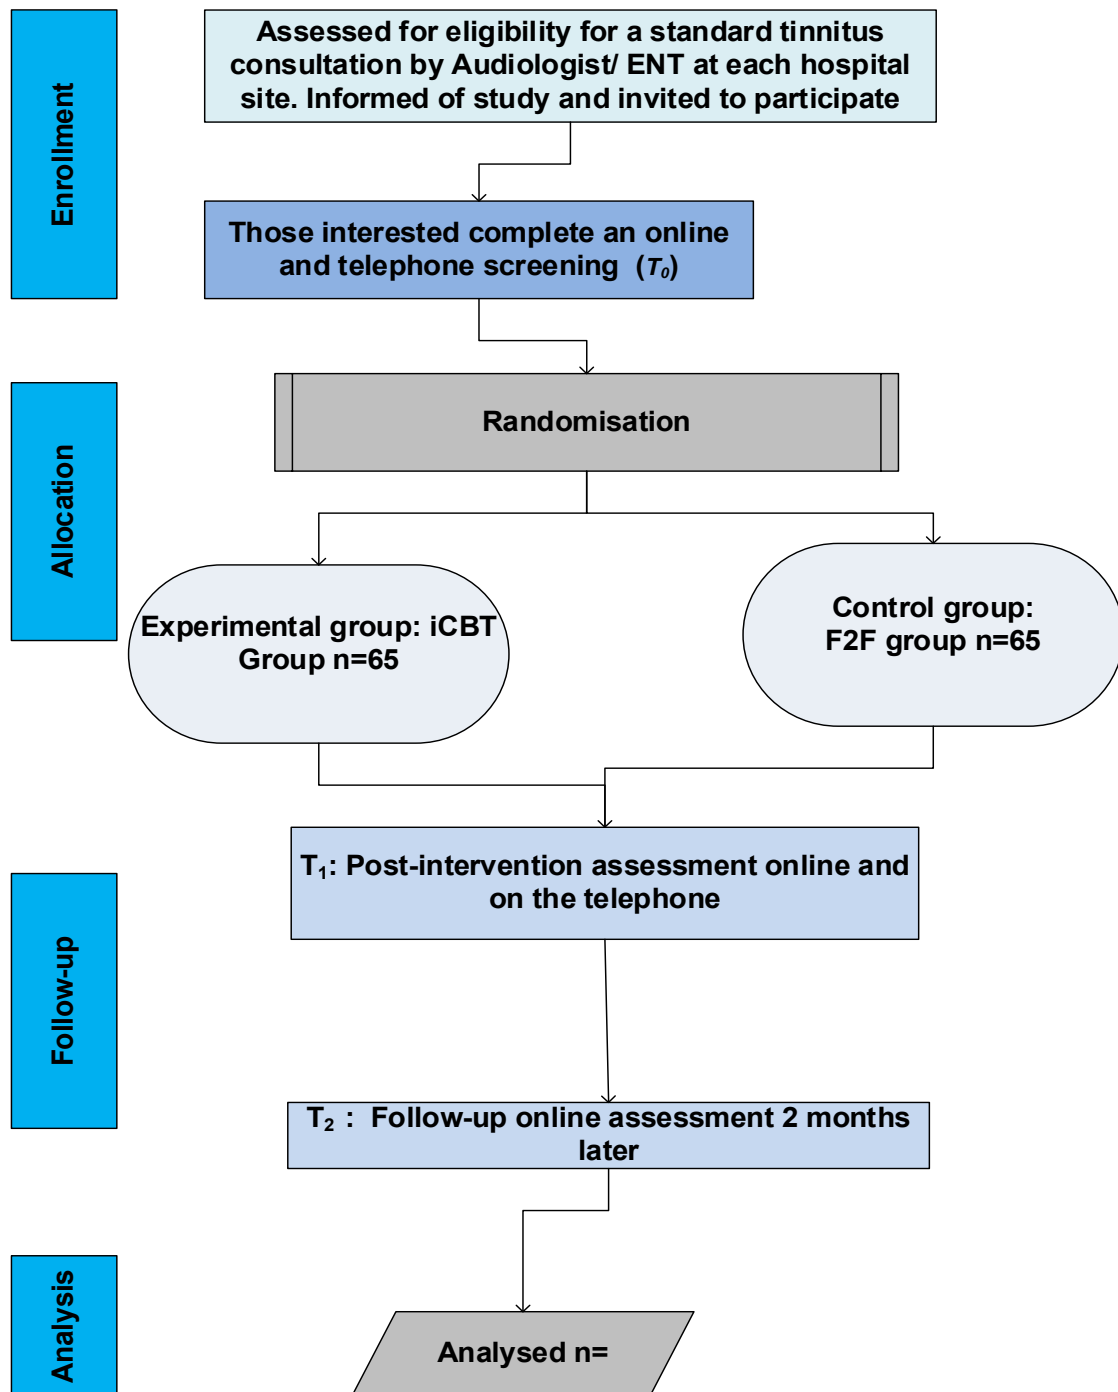 Enrollment
Assessed for eligibility for a standard tinnitus
consultation by Audiologist/ ENT at each hospital
site. Informed of study and invited to participate
Those interested complete an online
and telephone screening (T₀)
Allocation
Randomisation
Experimental group: iCBT
Group n=65
Control group:
F2F group n=65
Follow-up
T₁: Post-intervention assessment online and
on the telephone
T₂ : Follow-up online assessment 2 months
later
Analysis
Analysed n=